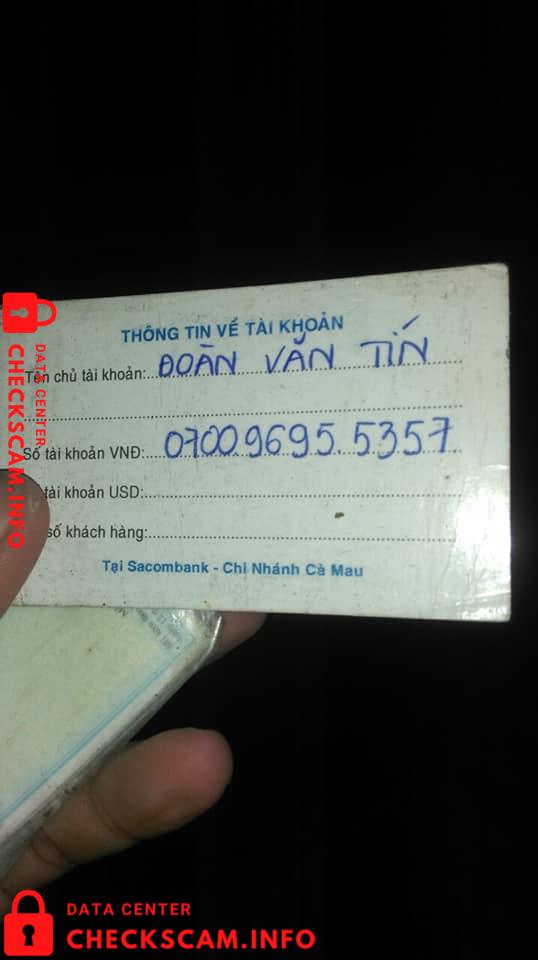 THÔNG TIN VỀ TÀI KHOẢN
Tên chủ tài khoản:.....ĐOÀN VĂN TIẾN
Số tài khoản VNĐ:...07009695.5357
tài khoản USD:
số khách hàng:
Tại Sacombank - Chi Nhánh Cà Mau
DATA CENTER
CHECKSCAM.INFO
DATA CENTER
CHECKSCAM.INFO